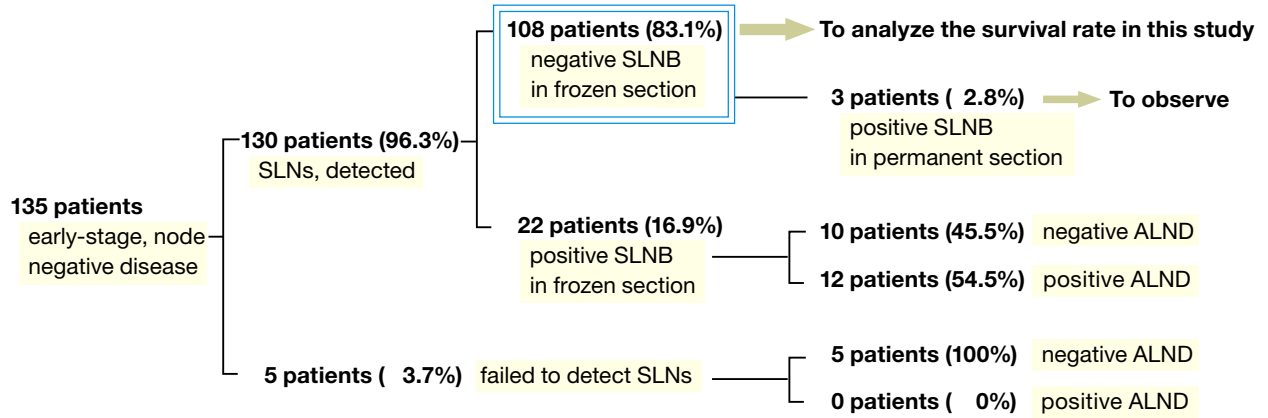 135 patients
early-stage, node
negative disease
130 patients (96.3%)
SLNs, detected
108 patients (83.1%)
negative SLNB
in frozen section
To analyze the survival rate in this study
3 patients (  2.8%)
positive SLNB
in permanent section
To observe
22 patients (16.9%)
positive SLNB
in frozen section
10 patients (45.5%) negative ALND
12 patients (54.5%) positive ALND
5 patients (  3.7%) failed to detect SLNs
5 patients (100%) negative ALND
0 patients (  0%) positive ALND